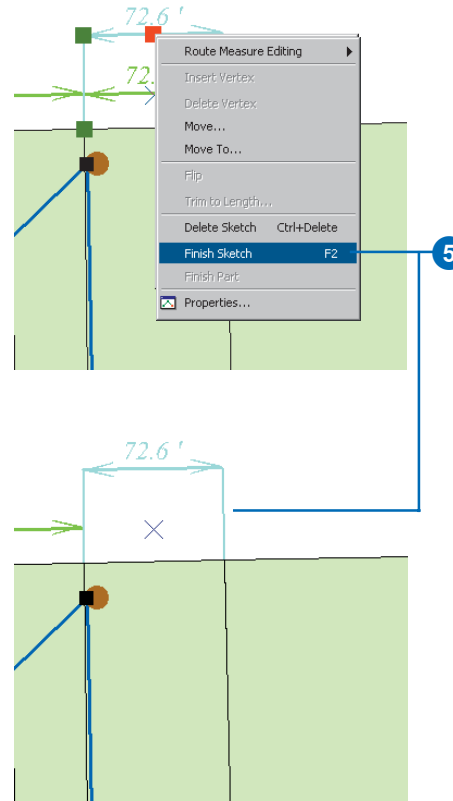 72.6 '
72.
Route Measure Editing
Insert Vertex
Delete Vertex
Move...
Move To...
Flip
Trim to Length...
Delete Sketch Ctrl+Delete
Finish Sketch F2
5
Finish Part
Properties...
72.6 '